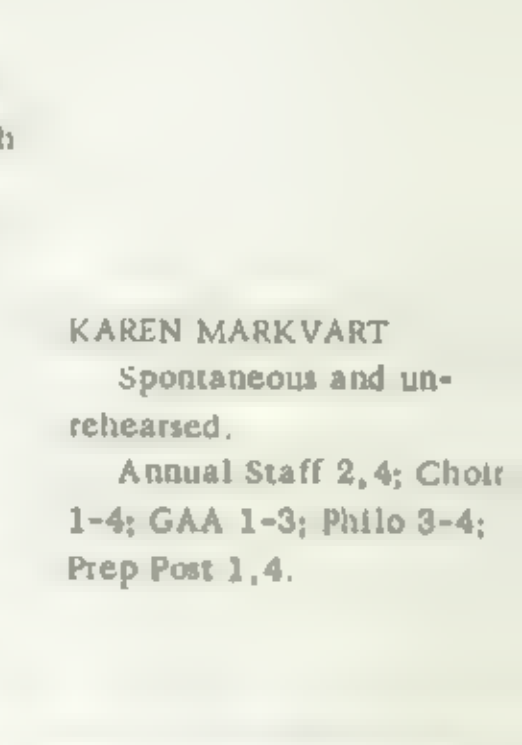 h
KAREN MARKVART
Spontaneous and un-
rehearsed.
Annual Staff 2,4; Choir
1-4; GAA 1-3; Philo 3-4;
Prep Post 1,4.